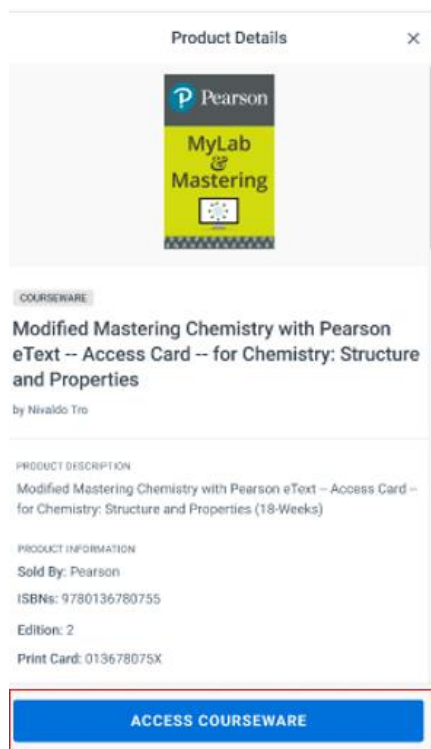 Product Details
Pearson
MyLab
&
Mastering
COURSEWARE
Modified Mastering Chemistry with Pearson
eText -- Access Card -- for Chemistry: Structure
and Properties
by Nivaldo Tro
PRODUCT DESCRIPTION
Modified Mastering Chemistry with Pearson eText -- Access Card --
for Chemistry: Structure and Properties (18-Weeks)
PRODUCT INFORMATION
Sold By: Pearson
ISBNs: 9780136780755
Edition: 2
Print Card: 013678075X
ACCESS COURSEWARE